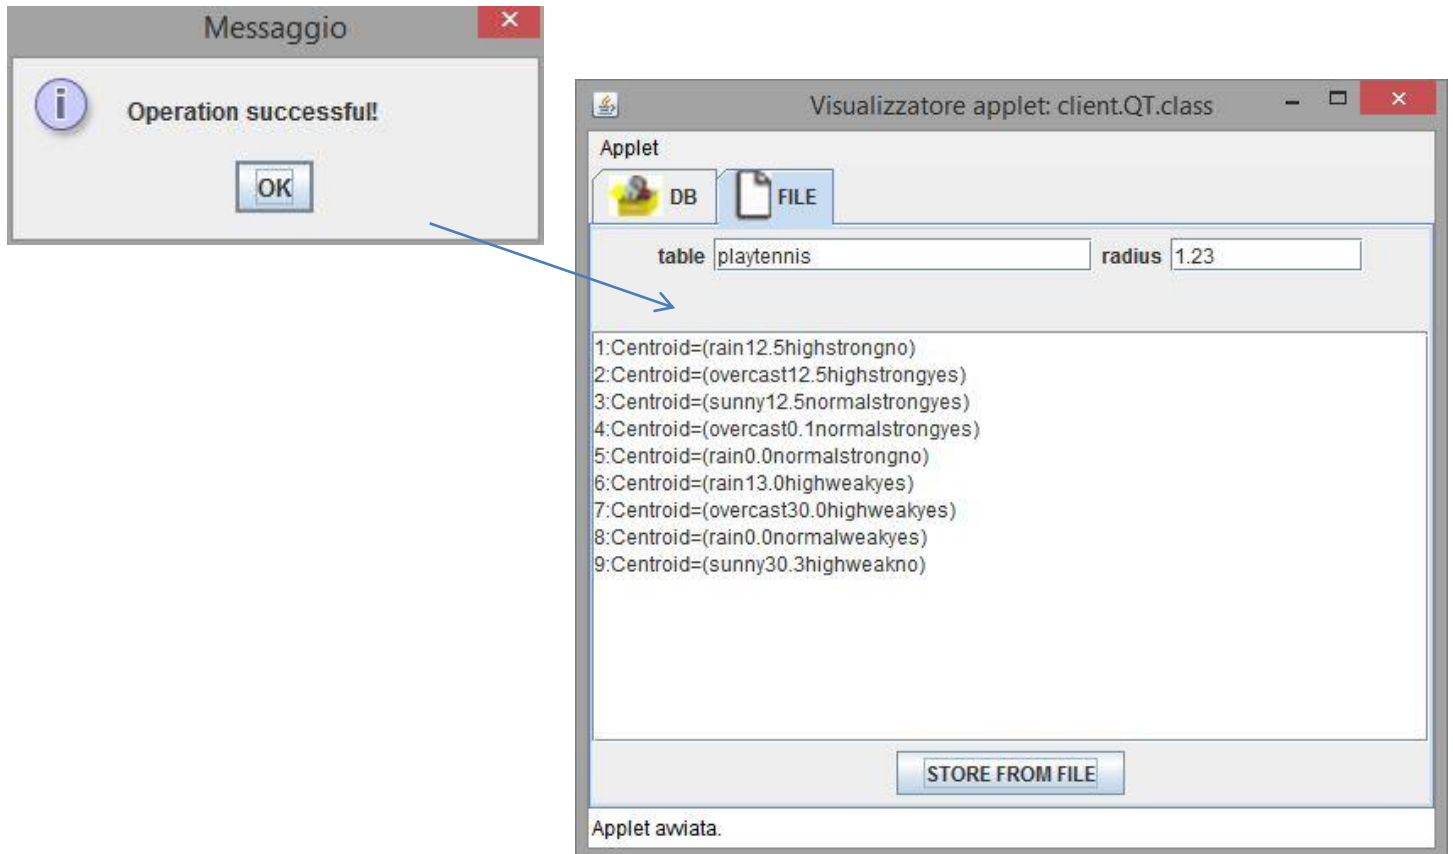 Messaggio
Operation successful!
OK
Visualizzatore applet: client.QT.class
Applet
DB
FILE
table playtennis radius 1.23
1:Centroid=(rain12.5highstrongno)
2:Centroid=(overcast12.5highstrongyes)
3:Centroid=(sunny12.5normalstrongyes)
4:Centroid=(overcast0.1normalstrongyes)
5:Centroid=(rain0.0normalstrongno)
6:Centroid=(rain13.0highweakyes)
7:Centroid=(overcast30.0highweakyes)
8:Centroid=(rain0.0normalweakyes)
9:Centroid=(sunny30.3highweakno)
STORE FROM FILE
Applet avviata.